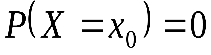 P(X = x₀) = 0